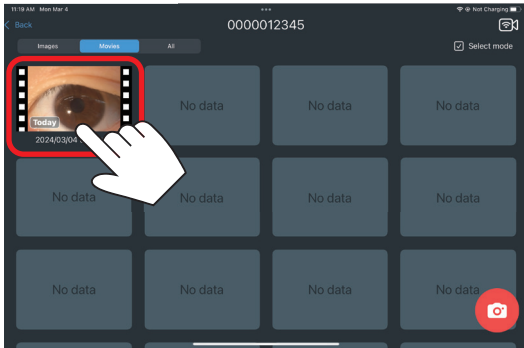 11:19 AM Mon Mar 4
Not Charging
Back
0000012345
Images Movies All
Select mode
Today
No data No data No data
2024/03/04
No data No data No data No data
No data No data No data No data